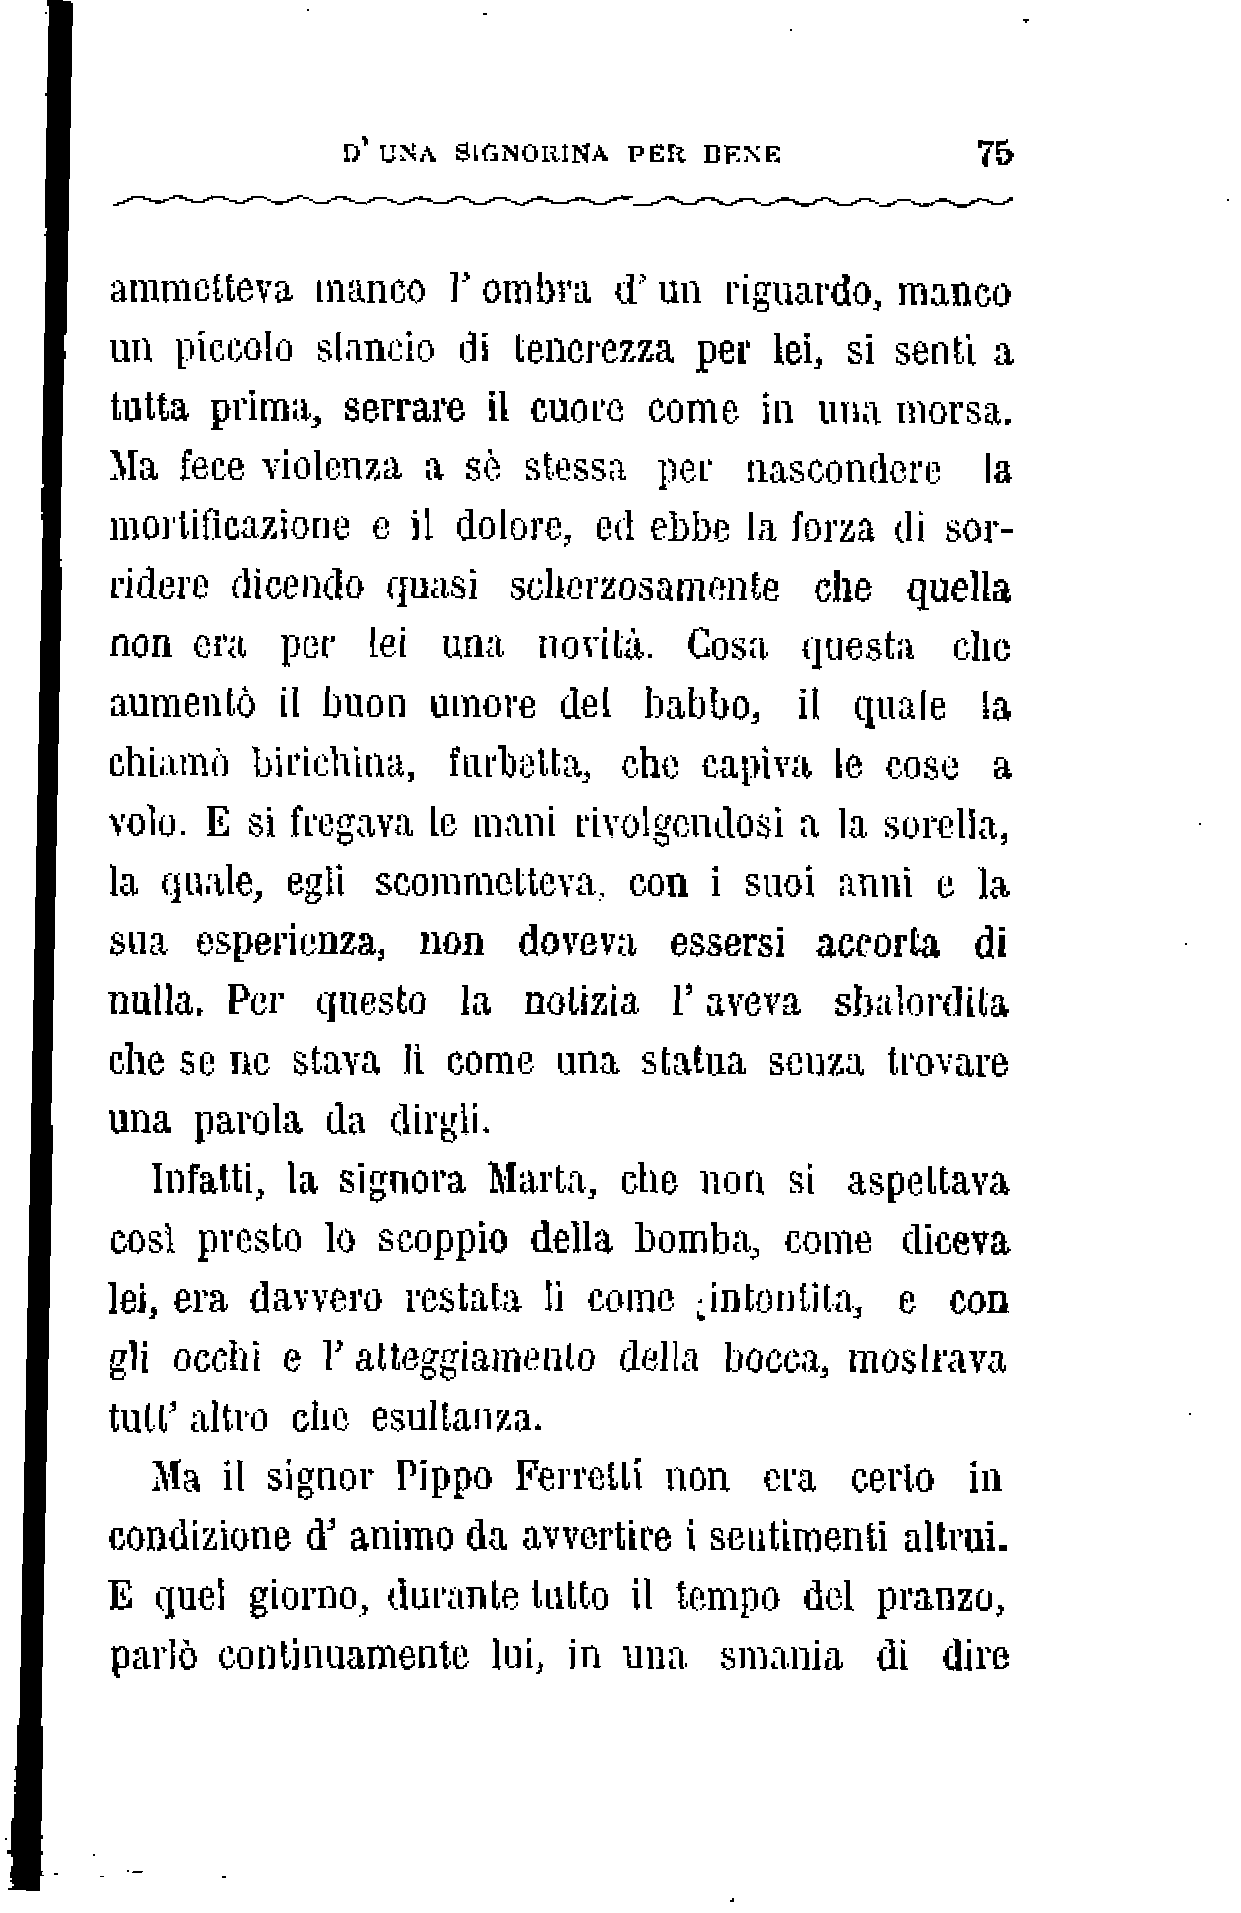 D' UNA SIGNORINA PER BENE 75
ammetteva manco l' ombra d' un riguardo, manco
un piccolo slancio di tenerezza per lei, si sentì a
tutta prima, serrare il cuore come in una morsa.
Ma fece violenza a sè stessa per nascondere la
mortificazione e il dolore, ed ebbe la forza di sor-
ridere dicendo quasi scherzosamente che quella
non era per lei una novità. Cosa questa che
aumentò il buon umore del babbo, il quale la
chiamò birichina, furbetta, che capiva le cose a
volo. E si fregava le mani rivolgendosi a la sorella,
la quale, egli scommetteva, con i suoi anni e la
sua esperienza, non doveva essersi accorta di
nulla. Per questo la notizia l' aveva sbalordita
che se ne stava lì come una statua senza trovare
una parola da dirgli.
Infatti, la signora Marta, che non si aspettava
così presto lo scoppio della bomba, come diceva
lei, era davvero restata lì come intontita, e con
gli occhi e l' atteggiamento della bocca, mostrava
tutt' altro che esultanza.
Ma il signor Pippo Ferretti non era certo in
condizione d' animo da avvertire i sentimenti altrui.
E quel giorno, durante tutto il tempo del pranzo,
parlò continuamente lui, in una smania di dire